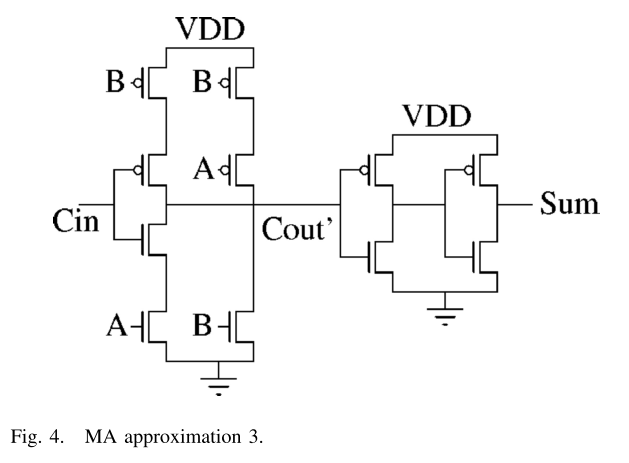 VDD
B B
VDD
A
Cin Cout’ Sum
A B
Fig. 4. MA approximation 3.